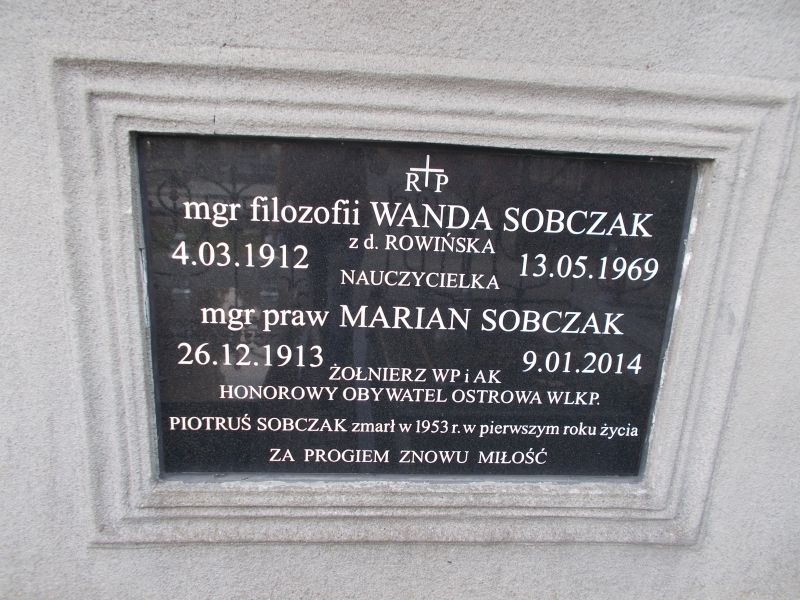 R P
mgr filozofii WANDA SOBCZAK
z d. ROWIŃSKA
4.03.1912 13.05.1969
NAUCZYCIELKA
mgr praw MARIAN SOBCZAK
26.12.1913 9.01.2014
ŻOŁNIERZ WP i AK
HONOROWY OBYWATEL OSTROWA WLKP.
PIOTRUŚ SOBCZAK zmarł w 1953 r. w pierwszym roku życia
ZA PROGIEM ZNOWU MIŁOŚĆ